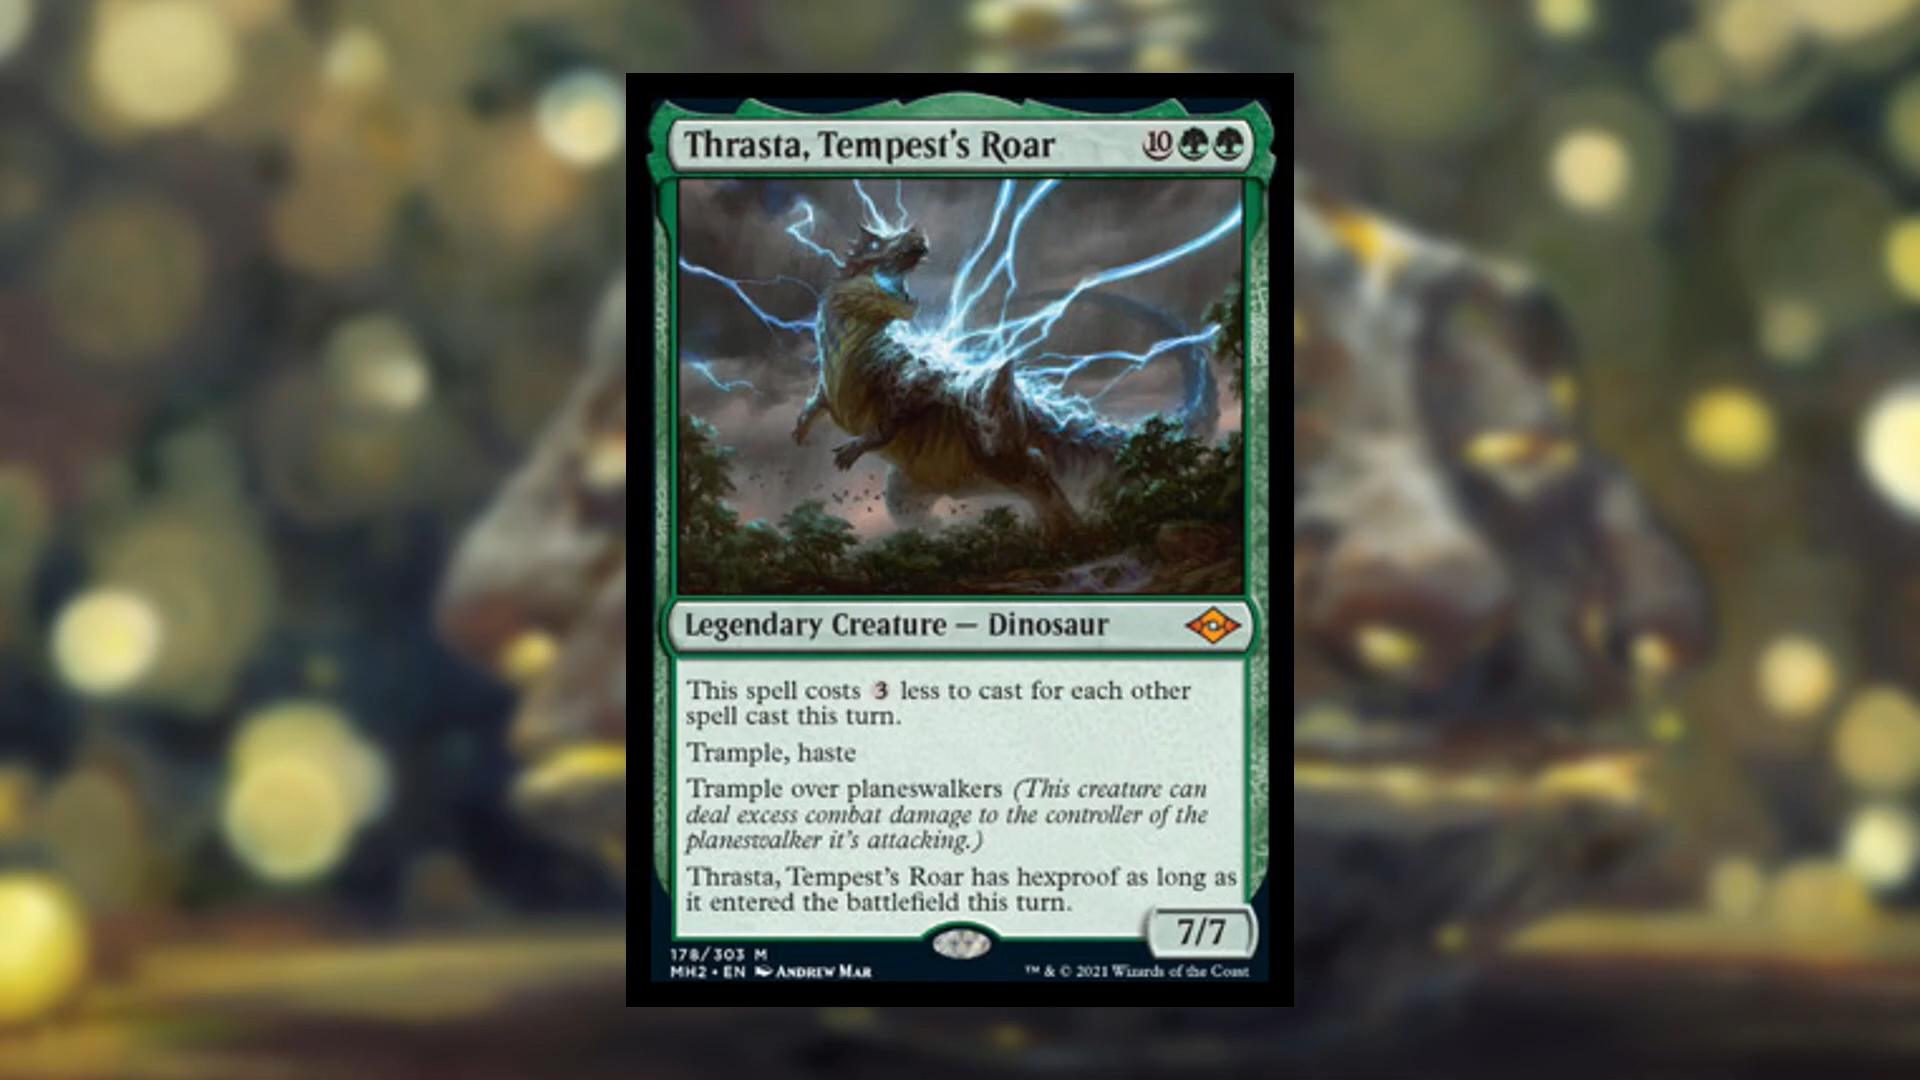 Thrasta, Tempest's Roar 10
Legendary Creature — Dinosaur
This spell costs 3 less to cast for each other
spell cast this turn.
Trample, haste
Trample over planeswalkers (This creature can
deal excess combat damage to the controller of the
planeswalker it's attacking.)
Thrasta, Tempest's Roar has hexproof as long as
it entered the battlefield this turn.
7/7
178/303 M
MH2 • EN Andrew Mar
™ & © 2021 Wizards of the Coast